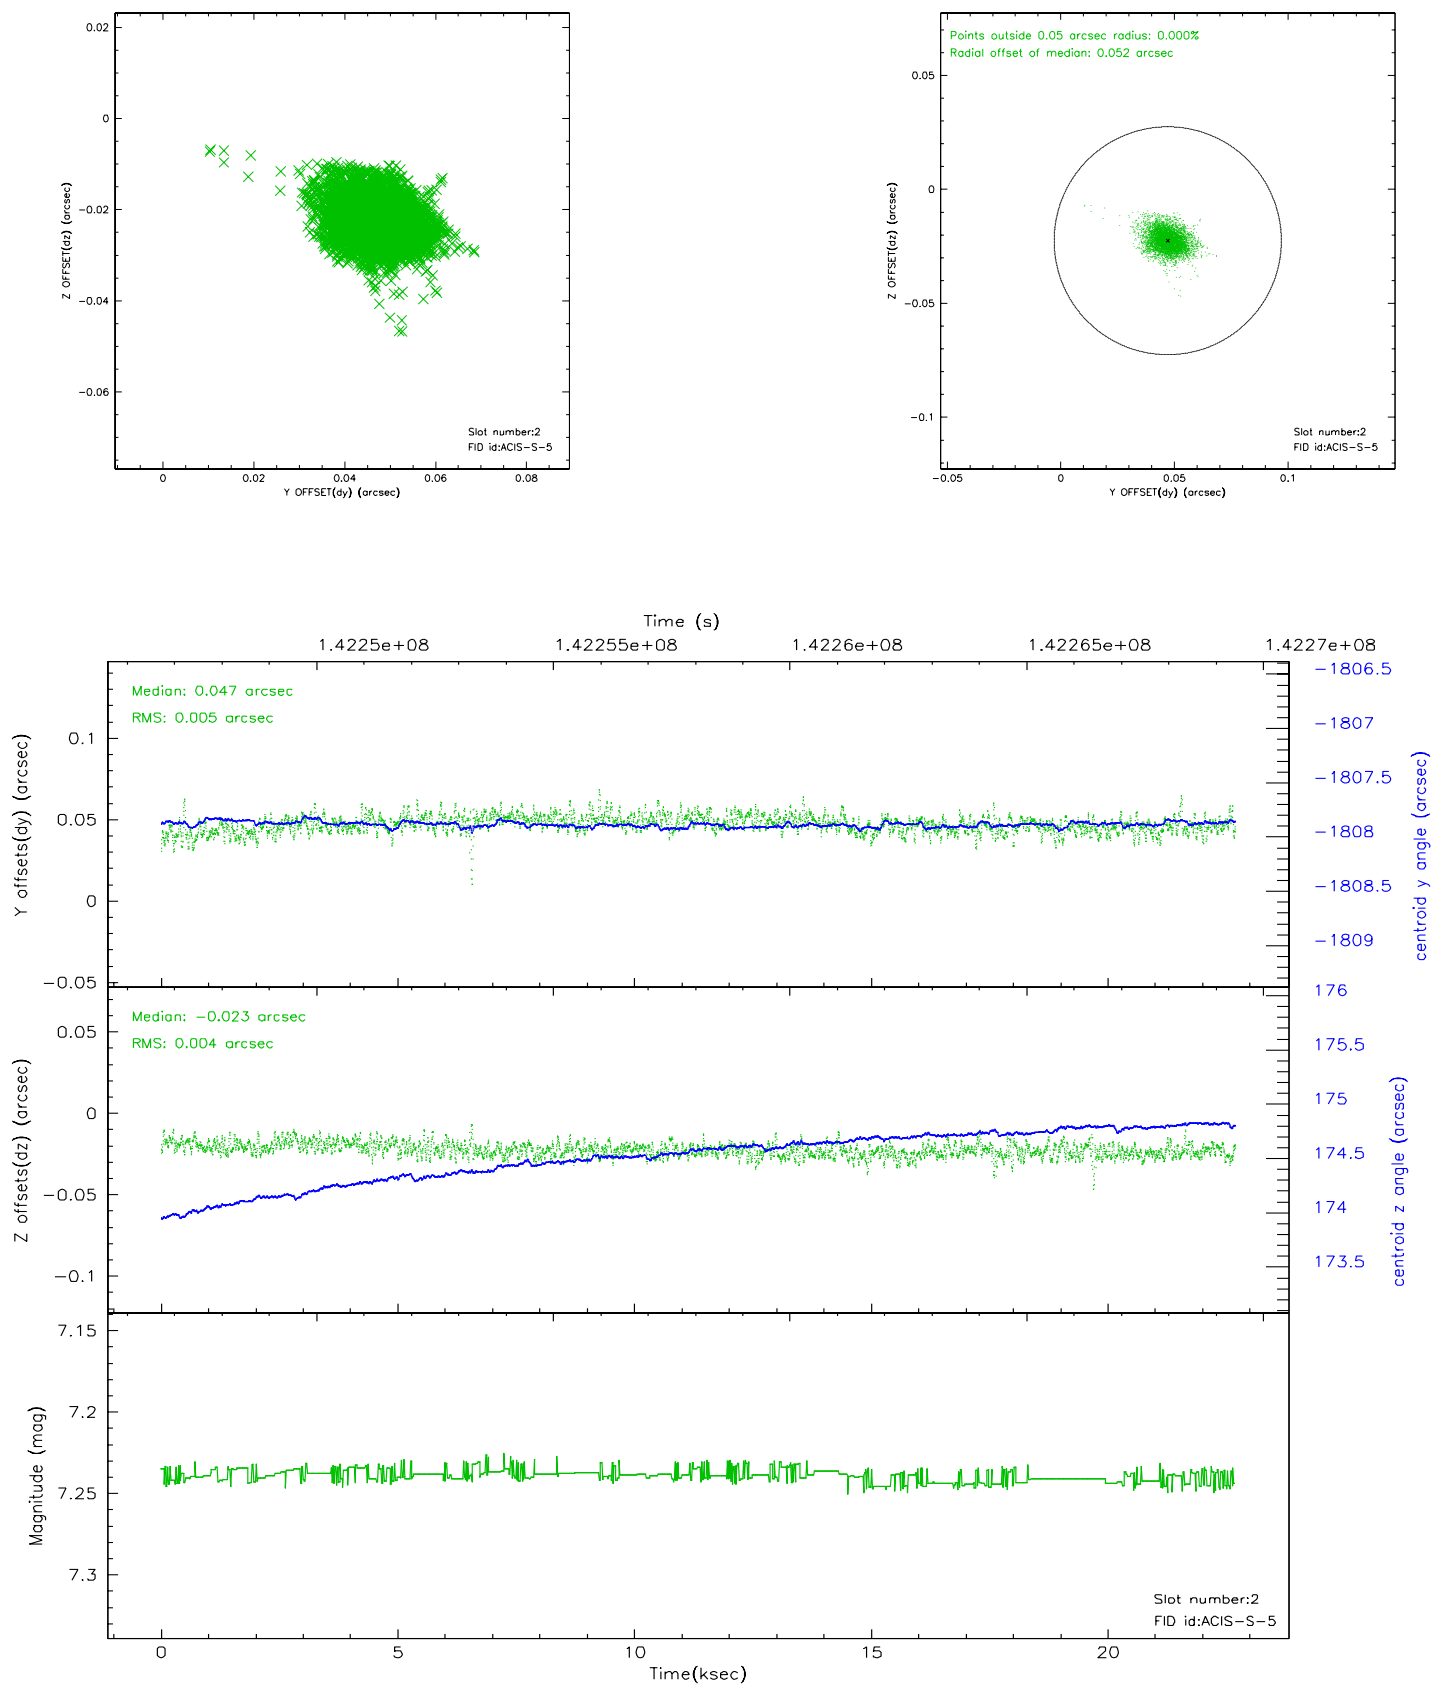 0.02
0
−0.02
−0.04
−0.06
Z OFFSET(dz) (arcsec)
0
0.02
0.04
0.06
0.08
Y OFFSET(dy) (arcsec)
Slot number:2
FID id:ACIS−S−5
Points outside 0.05 arcsec radius: 0.000%
Radial offset of median: 0.052 arcsec
0.05
0
−0.05
−0.1
Z OFFSET(dz) (arcsec)
−0.05
0
0.05
0.1
Y OFFSET(dy) (arcsec)
Slot number:2
FID id:ACIS−S−5
Time (s)
1.4225e+08
1.42255e+08
1.4226e+08
1.42265e+08
1.4227e+08
Median: 0.047 arcsec
RMS: 0.005 arcsec
0.1
0.05
0
−0.05
Y offsets(dy) (arcsec)
−1806.5
−1807
−1807.5
−1808
−1808.5
−1809
centroid y angle (arcsec)
Median: −0.023 arcsec
RMS: 0.004 arcsec
0.05
0
−0.05
−0.1
Z offsets(dz) (arcsec)
176
175.5
175
174.5
174
173.5
centroid z angle (arcsec)
7.15
7.2
7.25
7.3
Magnitude (mag)
Slot number:2
FID id:ACIS−S−5
0
5
10
15
20
Time(ksec)